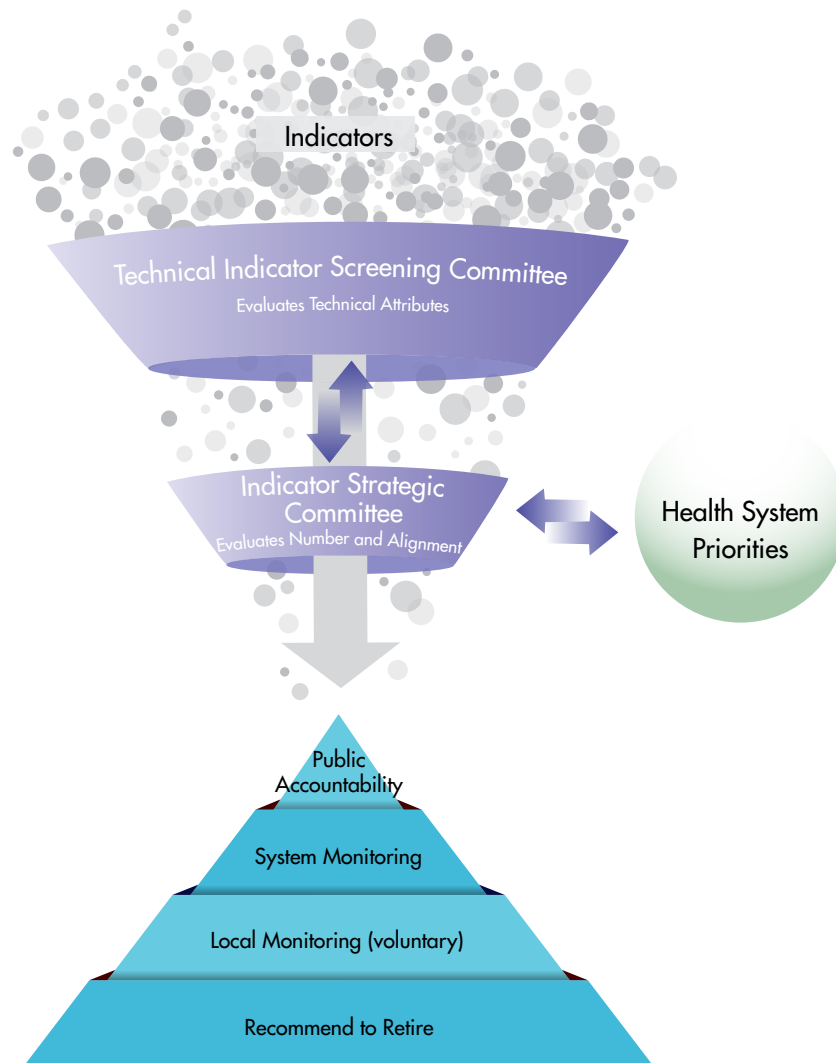 Indicators
Technical Indicator Screening Committee
Evaluates Technical Attributes
Indicator Strategic
Committee
Evaluates Number and Alignment
Health System
Priorities
Public
Accountability
System Monitoring
Local Monitoring (voluntary)
Recommend to Retire